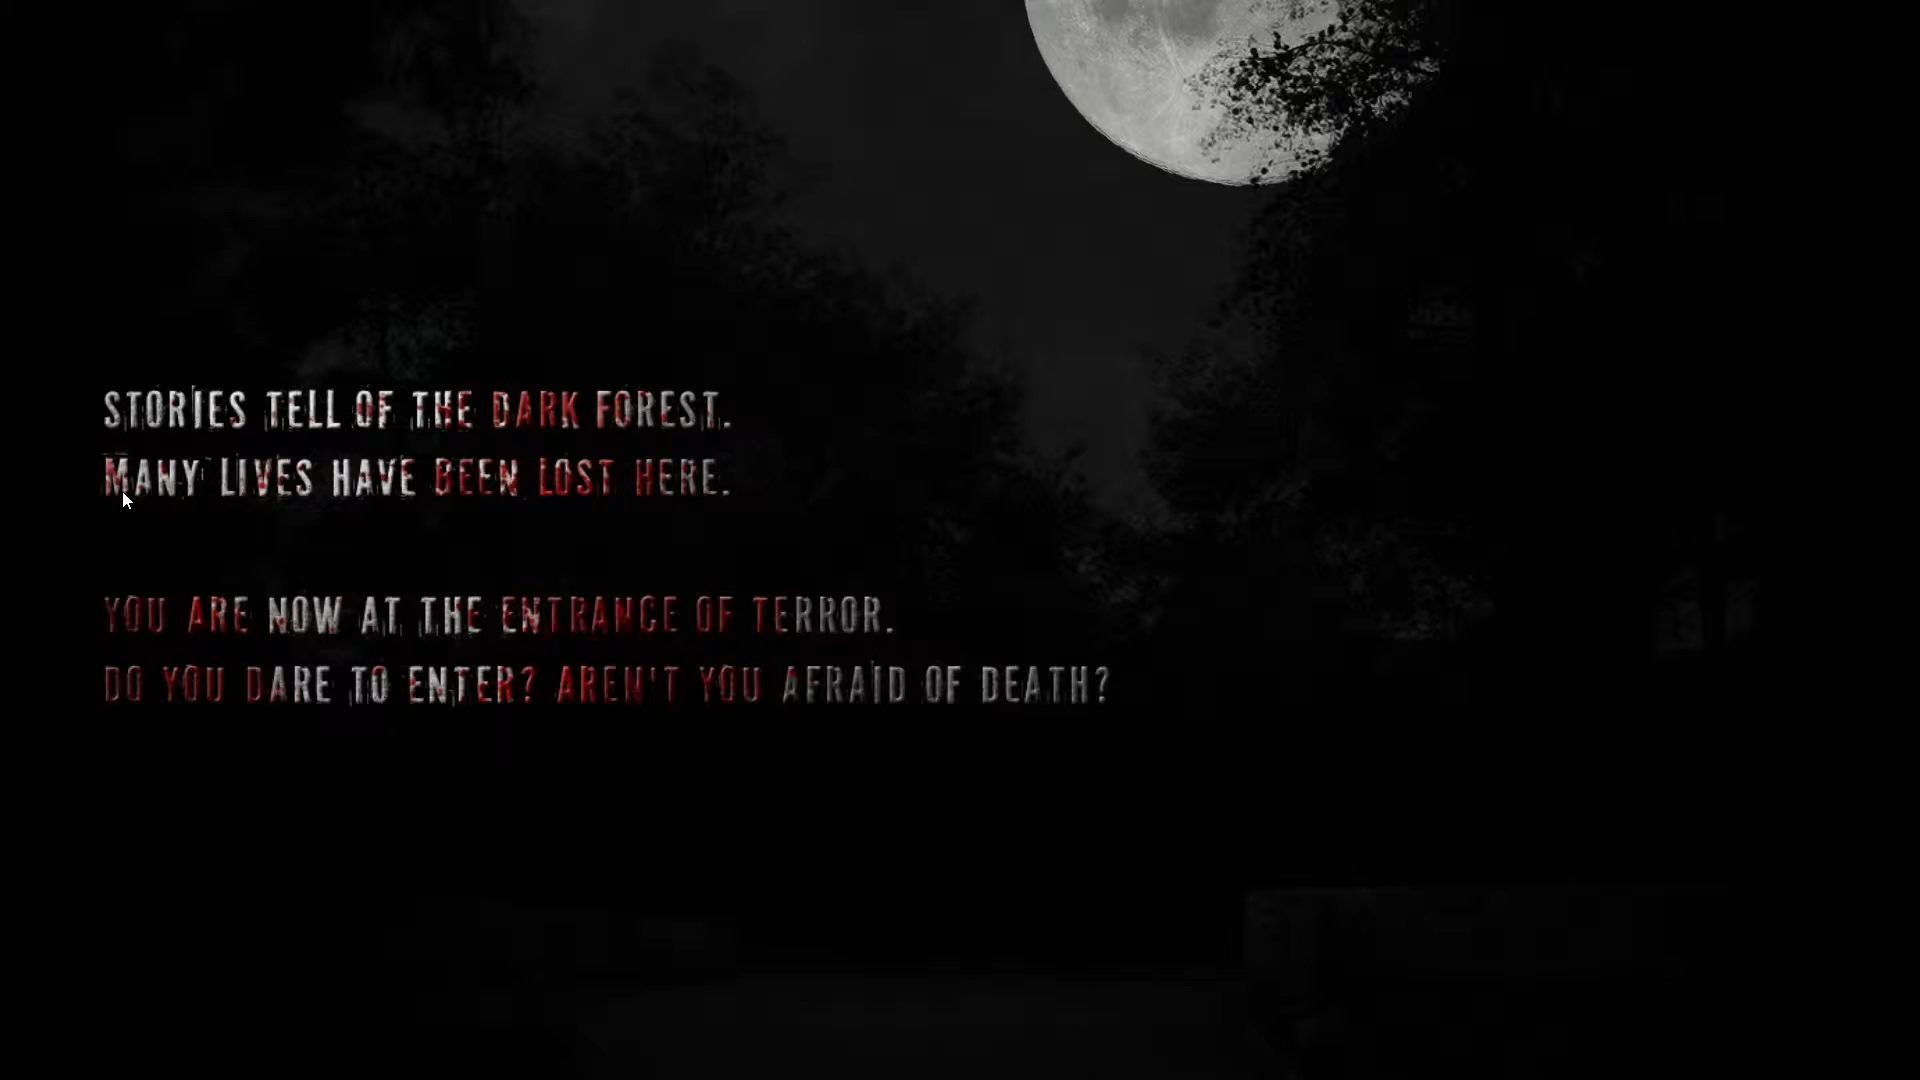 STORIES TELL OF THE DARK FOREST.
MANY LIVES HAVE BEEN LOST HERE.
YOU ARE NOW AT THE ENTRANCE OF TERROR.
DO YOU DARE TO ENTER? AREN'T YOU AFRAID OF DEATH?